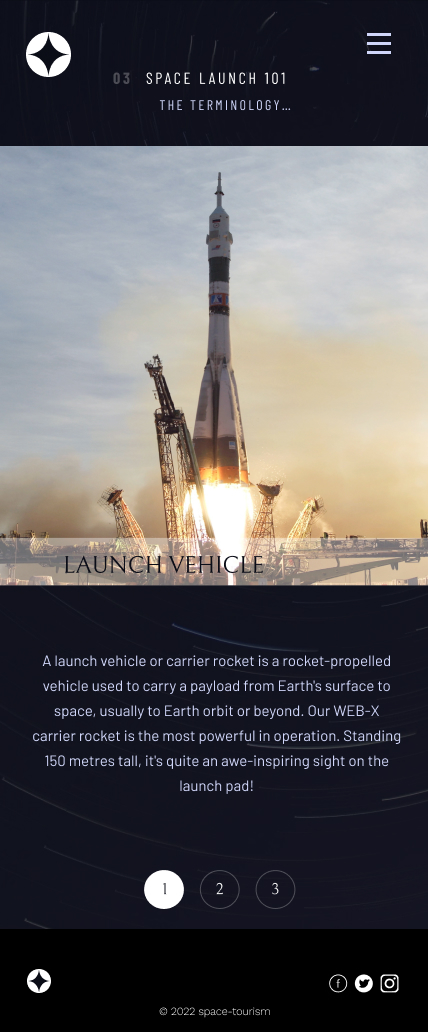 03 SPACE LAUNCH 101
THE TERMINOLOGY...
LAUNCH VEHICLE
A launch vehicle or carrier rocket is a rocket-propelled
vehicle used to carry a payload from Earth's surface to
space, usually to Earth orbit or beyond. Our WEB-X
carrier rocket is the most powerful in operation. Standing
150 metres tall, it's quite an awe-inspiring sight on the
launch pad!
1 2 3
f
© 2022 space-tourism